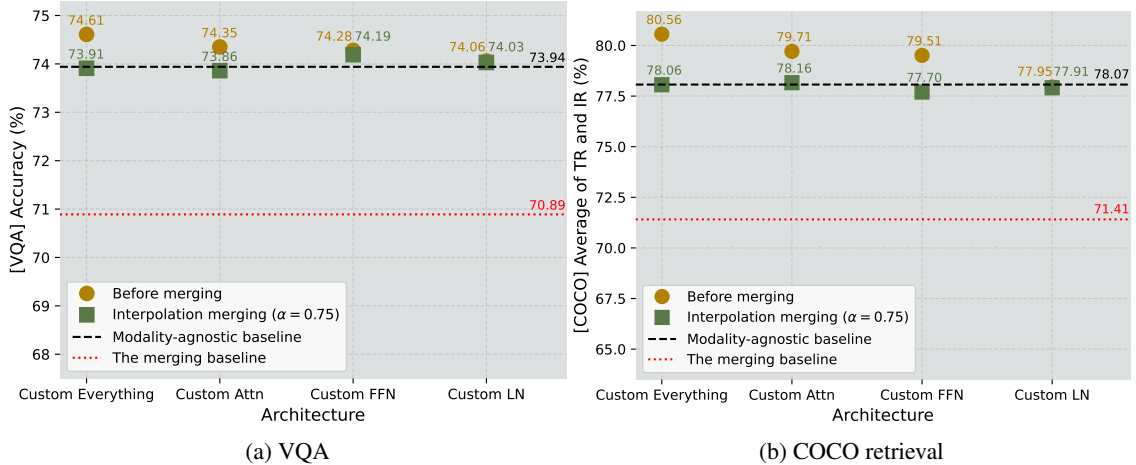 75
74
73
72
71
70
69
68
[VQA] Accuracy (%)
74.61
73.91
74.35
73.86
74.28
74.19
74.06
74.03
73.94
70.89
Before merging
Interpolation merging (α = 0.75)
Modality-agnostic baseline
The merging baseline
Custom Everything
Custom Attn
Custom FFN
Custom LN
Architecture
(a) VQA
80.0
77.5
75.0
72.5
70.0
67.5
65.0
[COCO] Average of TR and IR (%)
80.56
78.06
79.71
78.16
79.51
77.70
77.95
77.91
78.07
71.41
Before merging
Interpolation merging (α = 0.75)
Modality-agnostic baseline
The merging baseline
Custom Everything
Custom Attn
Custom FFN
Custom LN
Architecture
(b) COCO retrieval